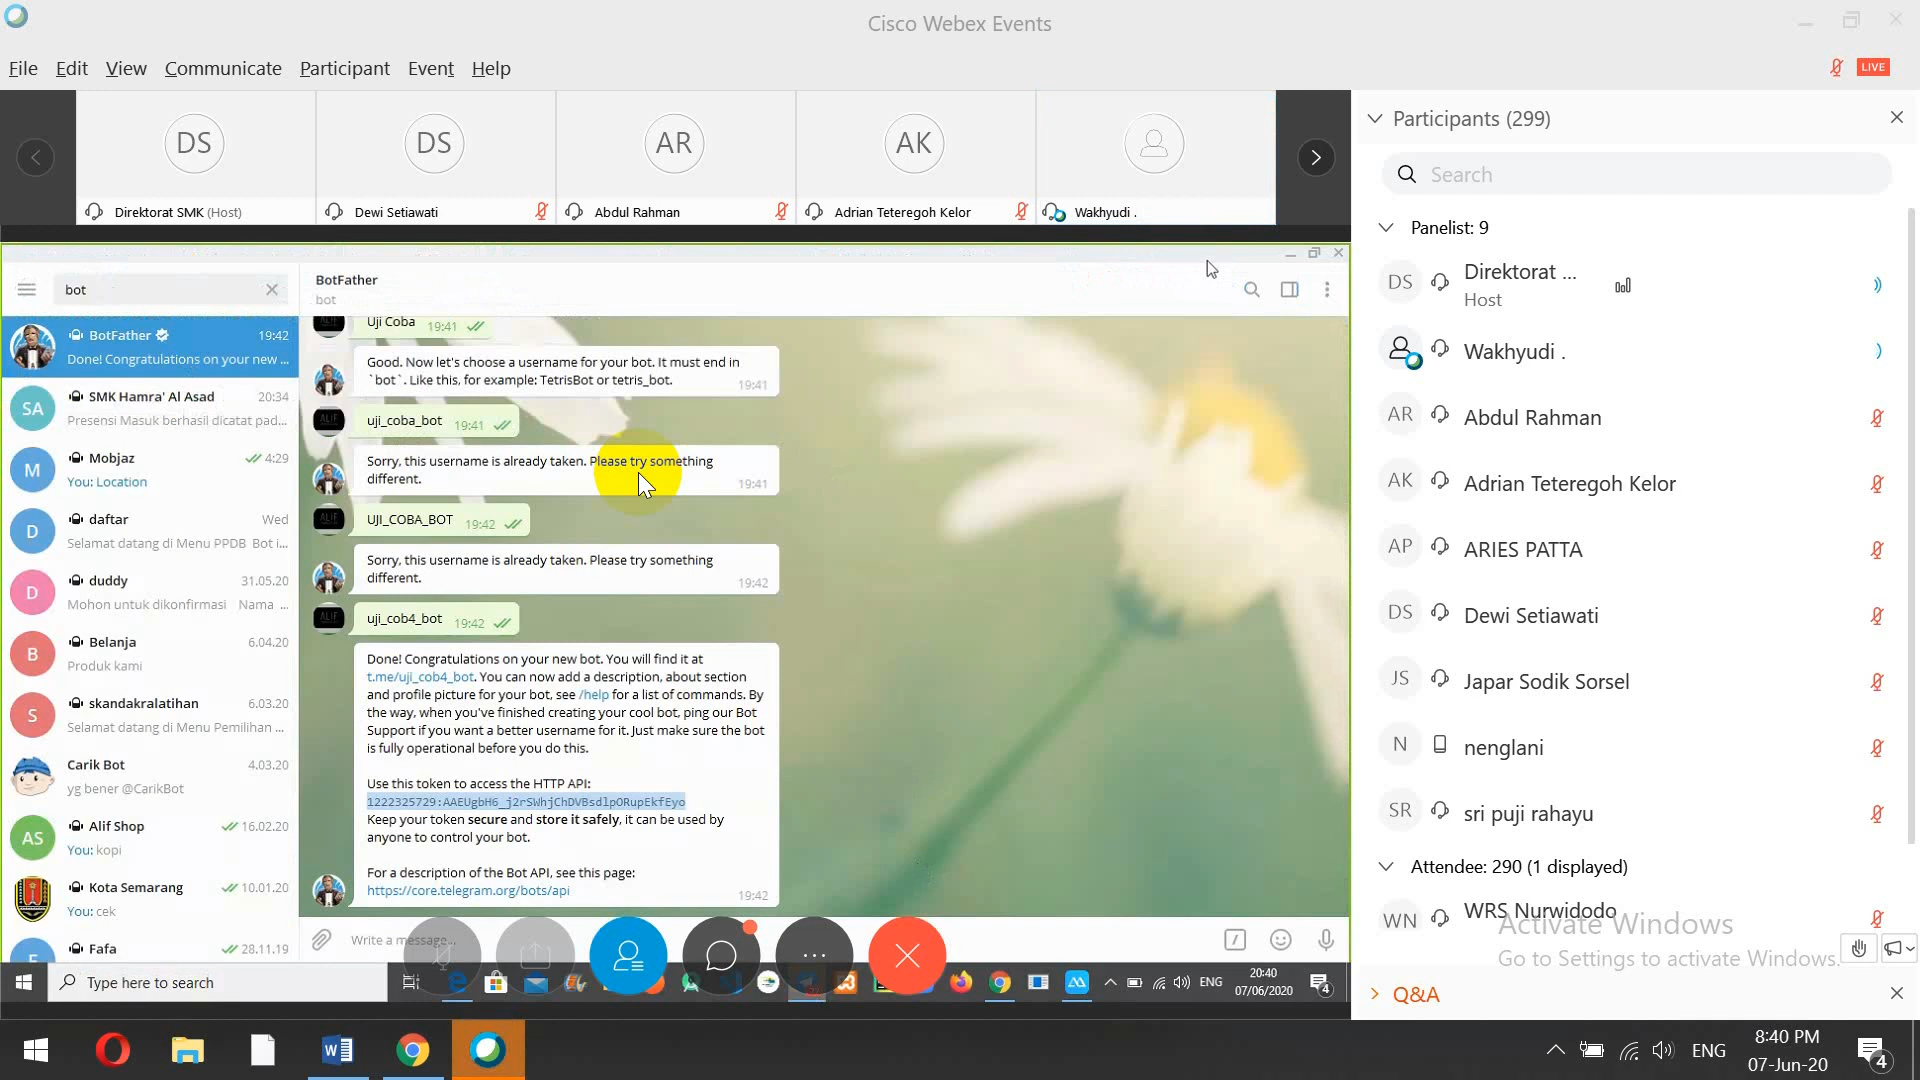 Cisco Webex Events
File Edit View Communicate Participant Event Help
LIVE
DS
DS
AR
AK
Direktorat SMK (Host)
Dewi Setiawati
Abdul Rahman
Adrian Teteregoh Kelor
Wakhyudi .
bot
BotFather
bot
BotFather 19:42
Done! Congratulations on your new ...
SA
SMK Hamra' Al Asad 20:34
Presensi Masuk berhasil dicatat pad...
M
Mobjaz 4:29
You: Location
D
daftar Wed
Selamat datang di Menu PPDB Bot i...
D
duddy 31.05.20
Mohon untuk dikonfirmasi Nama ...
B
Belanja 6.04.20
Produk kami
S
skandakralatihan 6.03.20
Selamat datang di Menu Pemilihan ...
Carik Bot 4.03.20
yg bener @CarikBot
AS
Alif Shop 16.02.20
You: kopi
Kota Semarang 10.01.20
You: cek
F
Fafa 28.11.19
Uji Coba 19:41
Good. Now let's choose a username for your bot. It must end in
`bot`. Like this, for example: TetrisBot or tetris_bot. 19:41
uji_coba_bot 19:41
Sorry, this username is already taken. Please try something
different. 19:41
UJI_COBA_BOT 19:42
Sorry, this username is already taken. Please try something
different. 19:42
uji_cob4_bot 19:42
Done! Congratulations on your new bot. You will find it at
t.me/uji_cob4_bot. You can now add a description, about section
and profile picture for your bot, see /help for a list of commands. By
the way, when you've finished creating your cool bot, ping our Bot
Support if you want a better username for it. Just make sure the bot
is fully operational before you do this.
Use this token to access the HTTP API:
1222325729:AAEUgbH6_j2rSWhjChDVBsdlpORupEkfEyo
Keep your token secure and store it safely, it can be used by
anyone to control your bot.
For a description of the Bot API, see this page:
https://core.telegram.org/bots/api 19:42
Write a message...
Type here to search
ENG
20:40
07/06/2020
4
Participants (299)
Search
Panelist: 9
DS Direktorat ...
Host
Wakhyudi .
AR Abdul Rahman
AK Adrian Teteregoh Kelor
AP ARIES PATTA
DS Dewi Setiawati
JS Japar Sodik Sorsel
N nenglani
SR sri puji rahayu
Attendee: 290 (1 displayed)
WN WRS Nurwidodo
Activate Windows
Go to Settings to activate Windows.
Q&A
ENG
8:40 PM
07-Jun-20
4